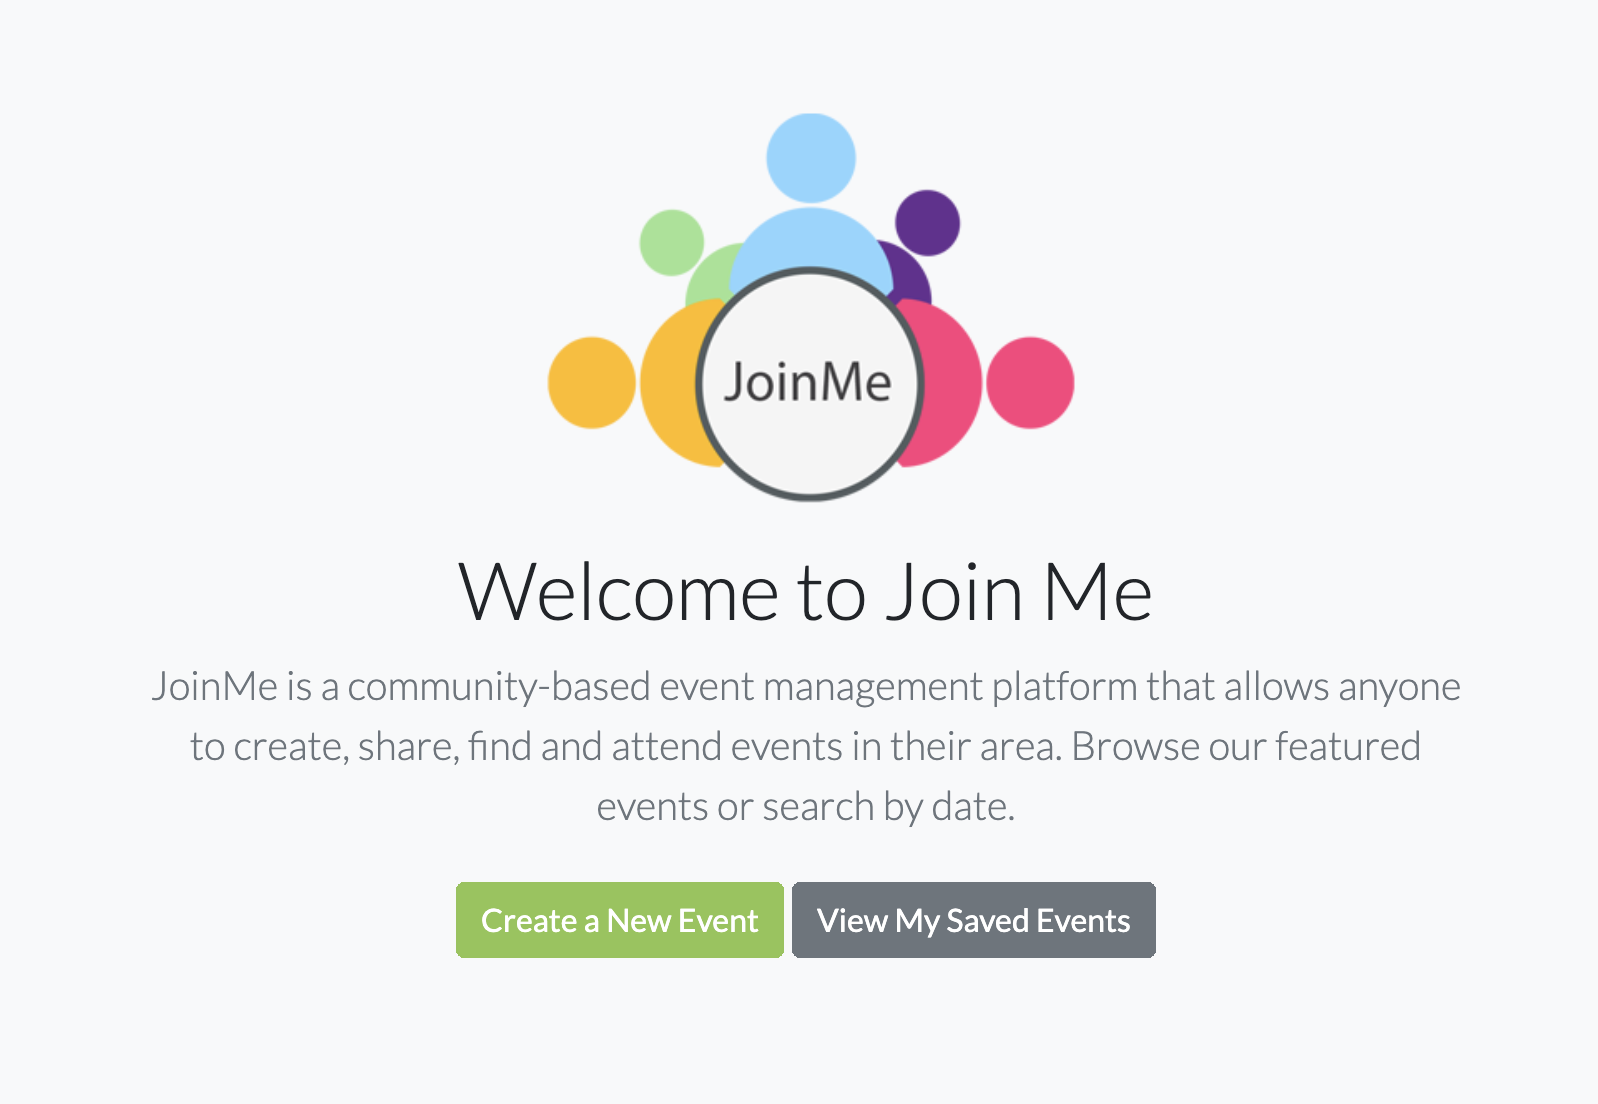 JoinMe
Welcome to Join Me
JoinMe is a community-based event management platform that allows anyone
to create, share, find and attend events in their area. Browse our featured
events or search by date.
Create a New Event
View My Saved Events